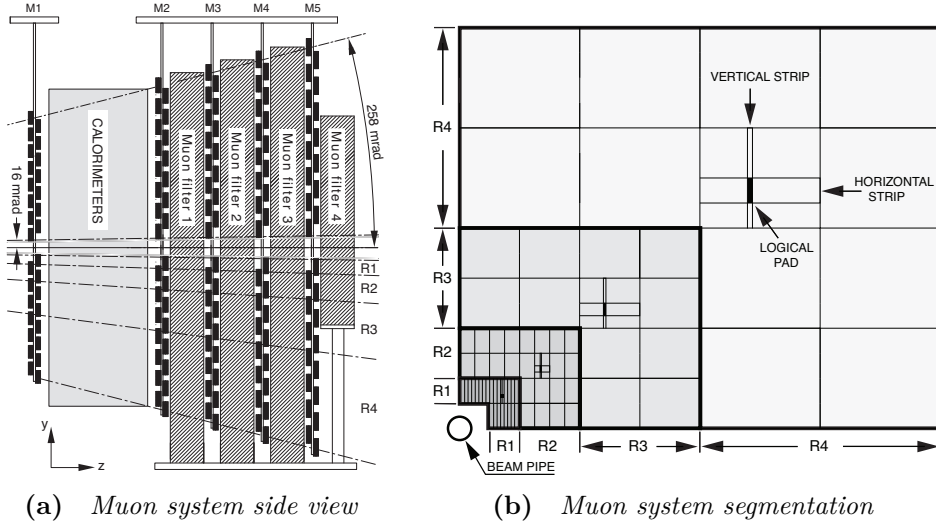 M1
M2
M3
M4
M5
16 mrad
CALORIMETERS
Muon filter 1
Muon filter 2
Muon filter 3
Muon filter 4
258 mrad
R1
R2
R3
R4
y
z
(a) Muon system side view
R4
R3
R2
R1
VERTICAL STRIP
HORIZONTAL
STRIP
LOGICAL
PAD
R1
R2
R3
R4
BEAM PIPE
(b) Muon system segmentation